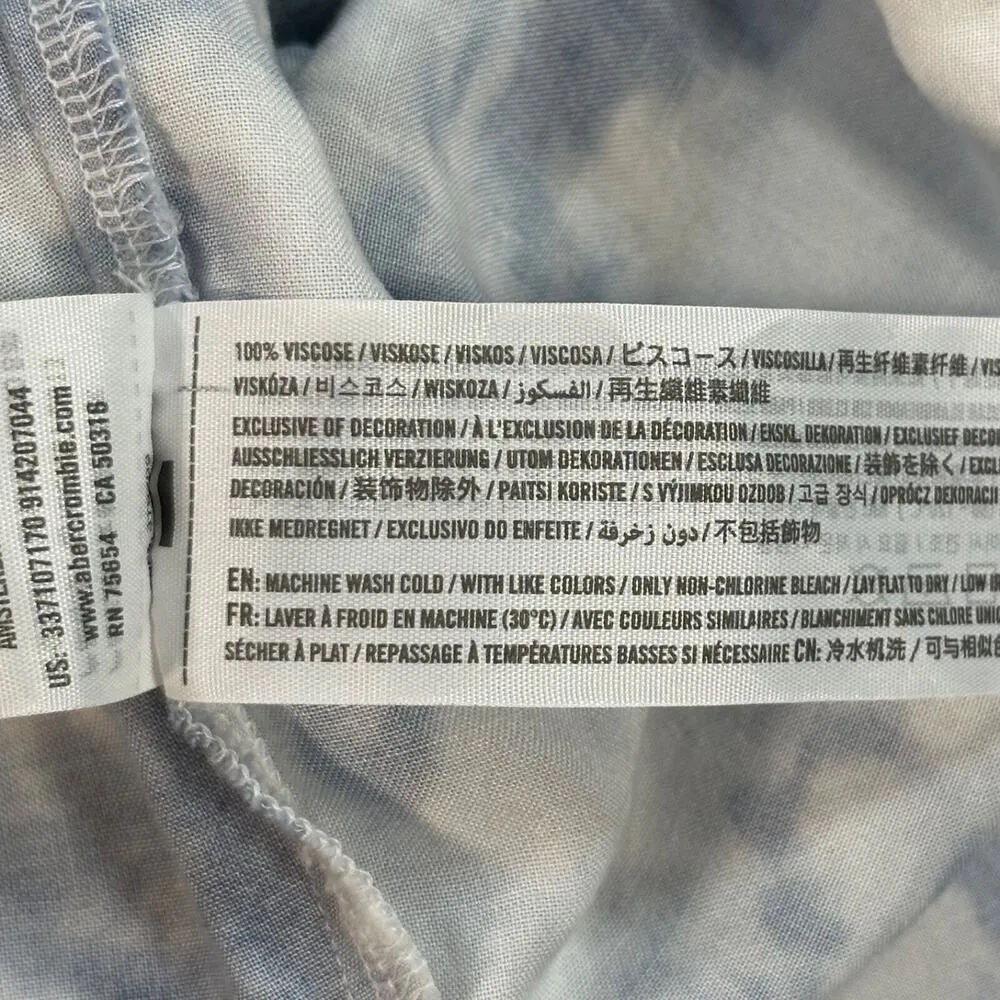 100% VISCOSE / VISKOSE / VISKOS / VISCOSA / ビスコース / VISCOSILLA / 再生纤维素纤维 / VIS
VISKÓZA / 비스코스 / WISKOZA / الفسكوز / 再生纖維素纖維
EXCLUSIVE OF DECORATION / À L'EXCLUSION DE LA DÉCORATION / EKSKL. DEKORATION / EXCLUSIEF DECO
AUSSCHLIESSLICH VERZIERUNG / UTOM DEKORATIONEN / ESCLUSA DECORAZIONE / 装飾を除く / EXCL
DECORACIÓN / 装饰物除外 / PAITSI KORISTE / S VÝJIMKOU OZDOB / 고급 장식 / OPRÓCZ DEKORACJI
IKKE MEDREGNET / EXCLUSIVO DO ENFEITE / دون زخرفة / 不包括飾物
EN: MACHINE WASH COLD / WITH LIKE COLORS / ONLY NON-CHLORINE BLEACH / LAY FLAT TO DRY / LOW
FR: LAVER À FROID EN MACHINE (30°C) / AVEC COULEURS SIMILAIRES / BLANCHIMENT SANS CHLORE UNI
SÉCHER À PLAT / REPASSAGE À TEMPÉRATURES BASSES SI NÉCESSAIRE CN: 冷水机洗 / 可与相似
US: 337107170 914207044
www.abercrombie.com
RN 75654 CA 50318